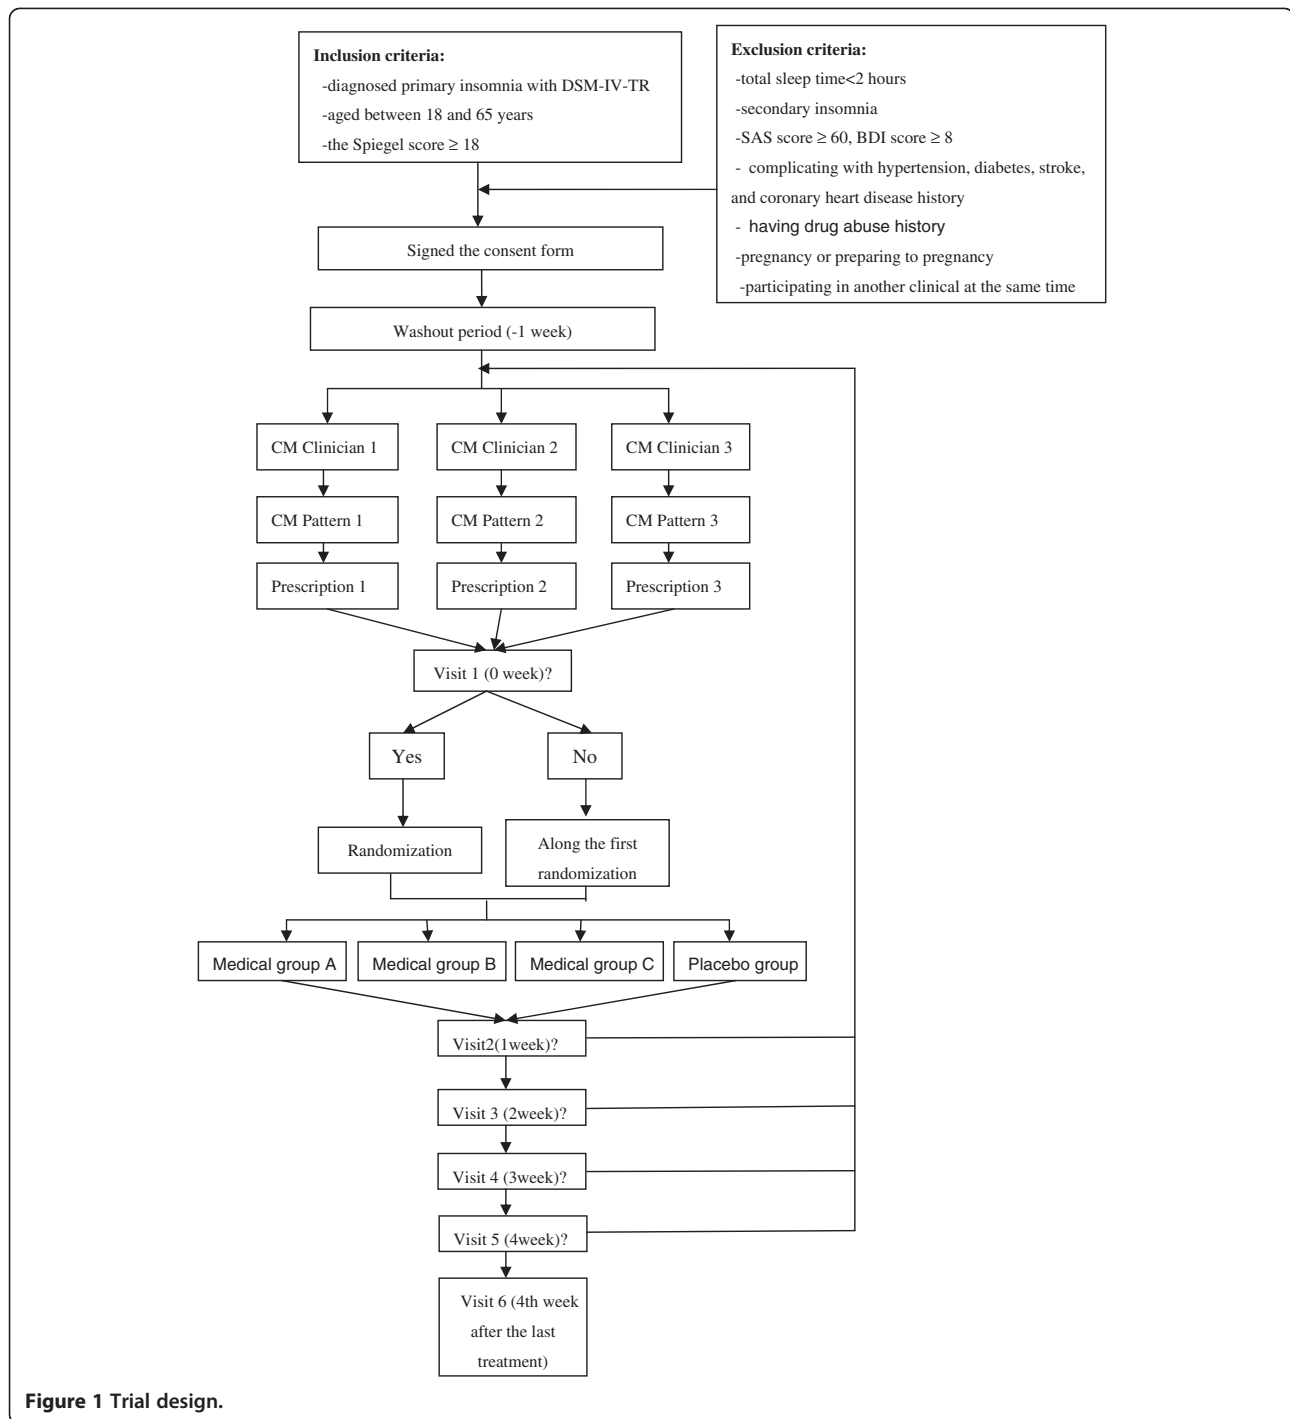 Inclusion criteria:
-diagnosed primary insomnia with DSM-IV-TR
-aged between 18 and 65 years
-the Spiegel score ≥ 18
Exclusion criteria:
-total sleep time<2 hours
-secondary insomnia
-SAS score ≥ 60, BDI score ≥ 8
- complicating with hypertension, diabetes, stroke,
and coronary heart disease history
- having drug abuse history
-pregnancy or preparing to pregnancy
-participating in another clinical at the same time
Signed the consent form
Washout period (-1 week)
CM Clinician 1
CM Clinician 2
CM Clinician 3
CM Pattern 1
CM Pattern 2
CM Pattern 3
Prescription 1
Prescription 2
Prescription 3
Visit 1 (0 week)?
Yes
No
Randomization
Along the first
randomization
Medical group A
Medical group B
Medical group C
Placebo group
Visit2(1week)?
Visit 3 (2week)?
Visit 4 (3week)?
Visit 5 (4week)?
Visit 6 (4th week
after the last
treatment)
Figure 1 Trial design.